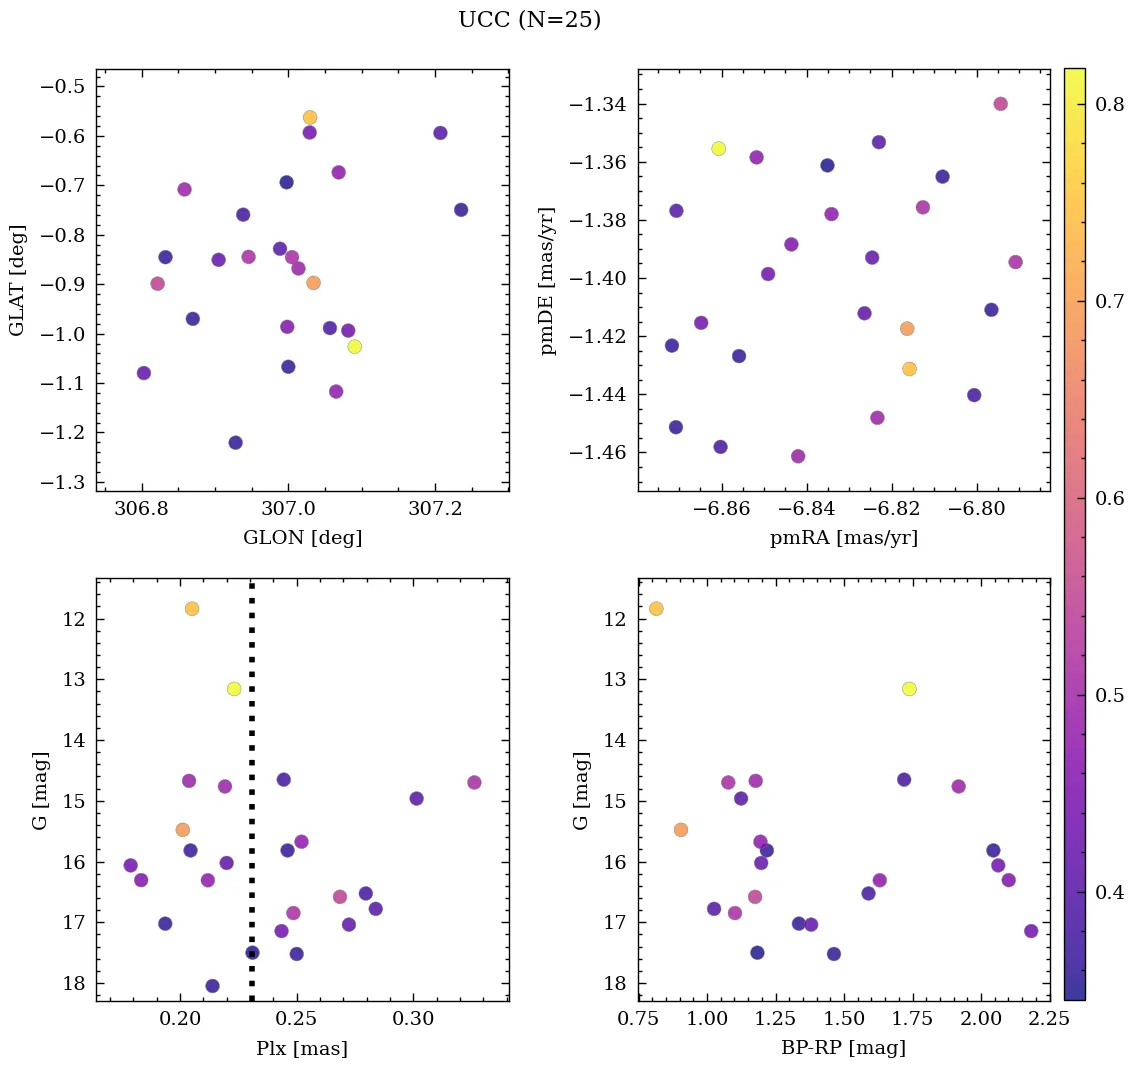 UCC (N=25)
−0.5
−0.6
−0.7
−0.8
−0.9
−1.0
−1.1
−1.2
−1.3
GLAT [deg]
306.8 307.0 307.2
GLON [deg]
−1.34
−1.36
−1.38
−1.40
−1.42
−1.44
−1.46
pmDE [mas/yr]
−6.86 −6.84 −6.82 −6.80
pmRA [mas/yr]
0.8
0.7
0.6
0.5
0.4
12
13
14
15
16
17
18
G [mag]
0.20 0.25 0.30
Plx [mas]
12
13
14
15
16
17
18
G [mag]
0.75 1.00 1.25 1.50 1.75 2.00 2.25
BP-RP [mag]